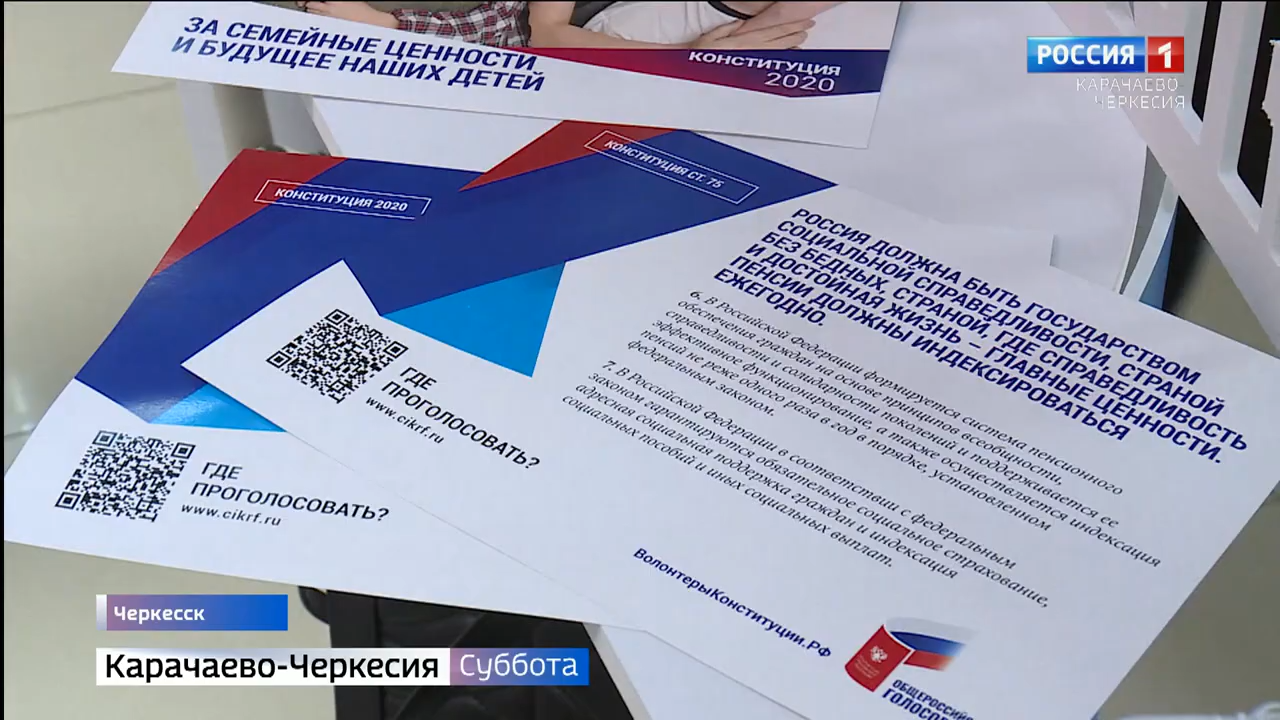 ЗА СЕМЕЙНЫЕ ЦЕННОСТИ
И БУДУЩЕЕ НАШИХ ДЕТЕЙ
КОНСТИТУЦИЯ
2020
РОССИЯ 1
КАРАЧАЕВО
ЧЕРКЕСИЯ
КОНСТИТУЦИЯ 2020
КОНСТИТУЦИЯ СТ. 75
РОССИЯ ДОЛЖНА БЫТЬ ГОСУДАРСТВОМ
СОЦИАЛЬНОЙ СПРАВЕДЛИВОСТИ, СТРАНОЙ
БЕЗ БЕДНЫХ, СТРАНОЙ, ГДЕ СПРАВЕДЛИВОСТЬ
И ДОСТОЙНАЯ ЖИЗНЬ – ГЛАВНЫЕ ЦЕННОСТИ.
ПЕНСИИ ДОЛЖНЫ ИНДЕКСИРОВАТЬСЯ
ЕЖЕГОДНО.
6. В Российской Федерации формируется система пенсионного
обеспечения граждан на основе принципов всеобщности,
справедливости и солидарности поколений и поддерживается ее
эффективное функционирование, а также осуществляется индексация
пенсий не реже одного раза в год в порядке, установленном
федеральным законом.
7. В Российской Федерации в соответствии с федеральным
законом гарантируются обязательное социальное страхование,
адресная социальная поддержка граждан и индексация
социальных пособий и иных социальных выплат.
ГДЕ
ПРОГОЛОСОВАТЬ?
www.cikrf.ru
ГДЕ
ПРОГОЛОСОВАТЬ?
www.cikrf.ru
ВолонтерыКонституции.РФ
ОБЩЕРОССИЙ
ГОЛОСО
Черкесск
Карачаево-Черкесия Суббота